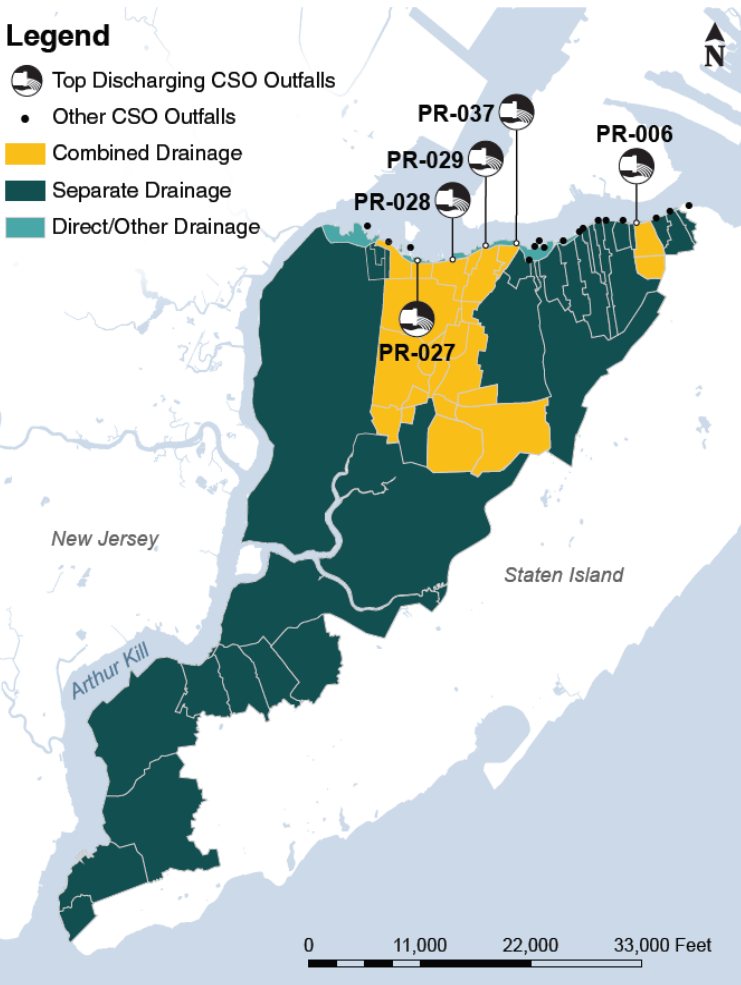 Legend
Top Discharging CSO Outfalls
Other CSO Outfalls
Combined Drainage
Separate Drainage
Direct/Other Drainage
N
PR-037
PR-006
PR-029
PR-028
PR-027
New Jersey
Staten Island
Arthur Kill
0 11,000 22,000 33,000 Feet